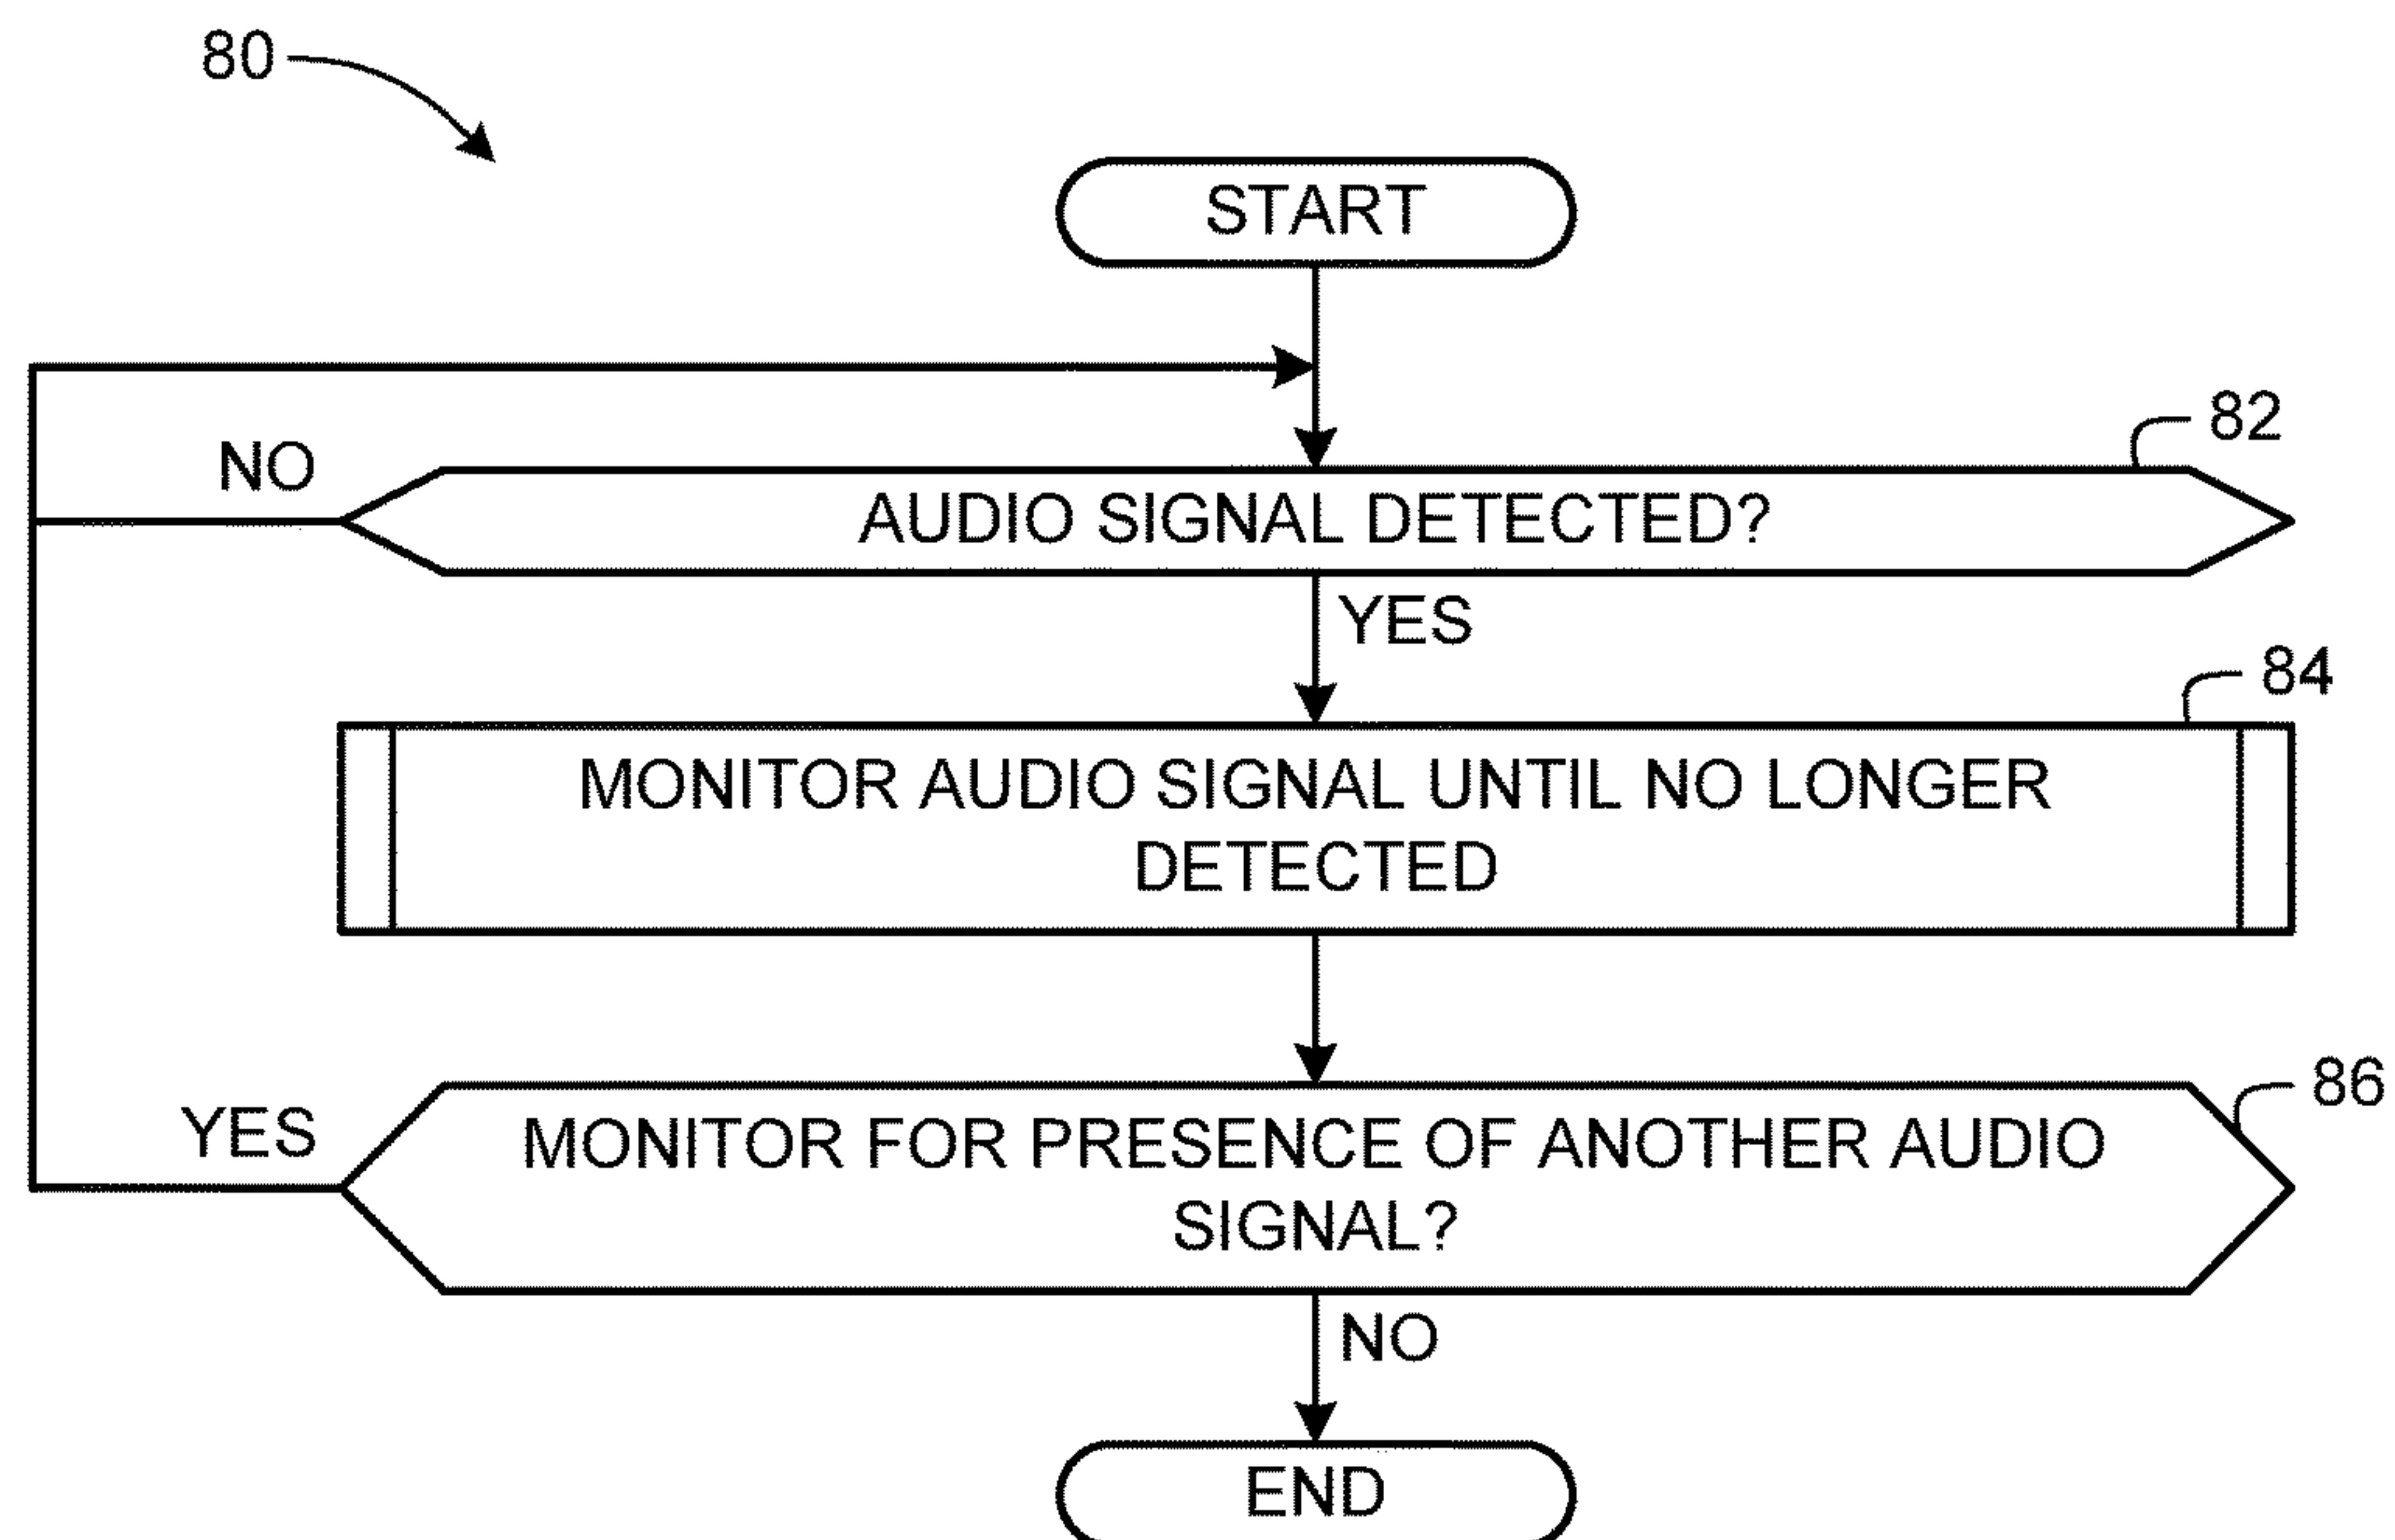 80
START
82
NO
AUDIO SIGNAL DETECTED?
YES
84
MONITOR AUDIO SIGNAL UNTIL NO LONGER
DETECTED
86
YES
MONITOR FOR PRESENCE OF ANOTHER AUDIO
SIGNAL?
NO
END